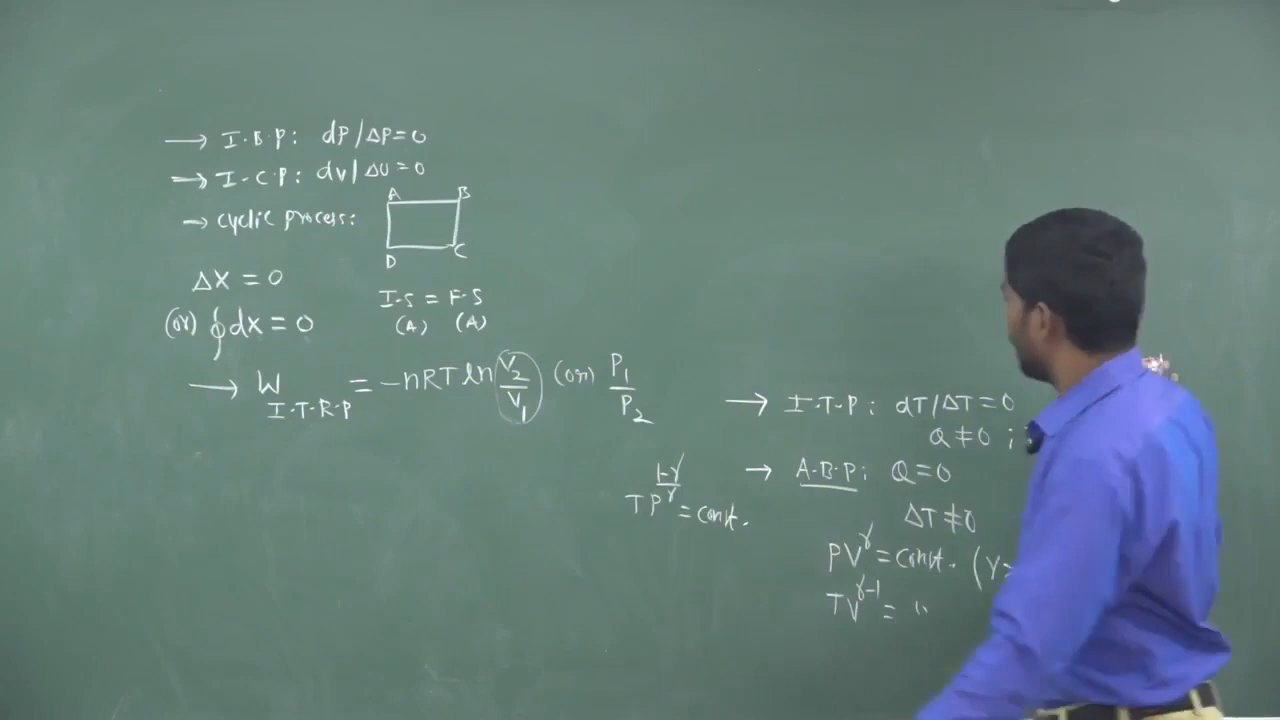 → I.B.P: dP/ΔP=0
→ I-C.P: dv/ΔU=0
→ cyclic process:
A B
D C
ΔX = 0
I.S = F.S
(A) (A)
(or) ∮dx = 0
→ W I.T.R.P = -nRT ln V₂/V₁ (or) P₁/P₂
→ I.T.P: dT/ΔT=0
Q≠0 ;
→ A.B.P: Q=0
ΔT≠0
TP^(1-γ/γ) = const.
PV^γ = const. (γ
TV^(γ-1) = "